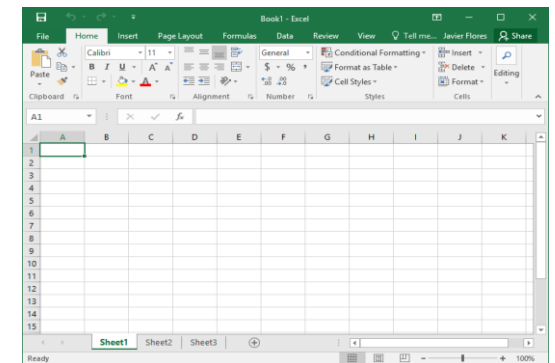 Book1 - Excel
File Home Insert Page Layout Formulas Data Review View Tell me... Javier Flores Share
Paste
Calibri 11
B I U A A
General
$ % ,
Conditional Formatting
Format as Table
Cell Styles
Insert
Delete
Format
Editing
Clipboard Font Alignment Number Styles Cells
A1 fx
A B C D E F G H I J K
1
2
3
4
5
6
7
8
9
10
11
12
13
14
15
Sheet1 Sheet2 Sheet3
Ready 100%